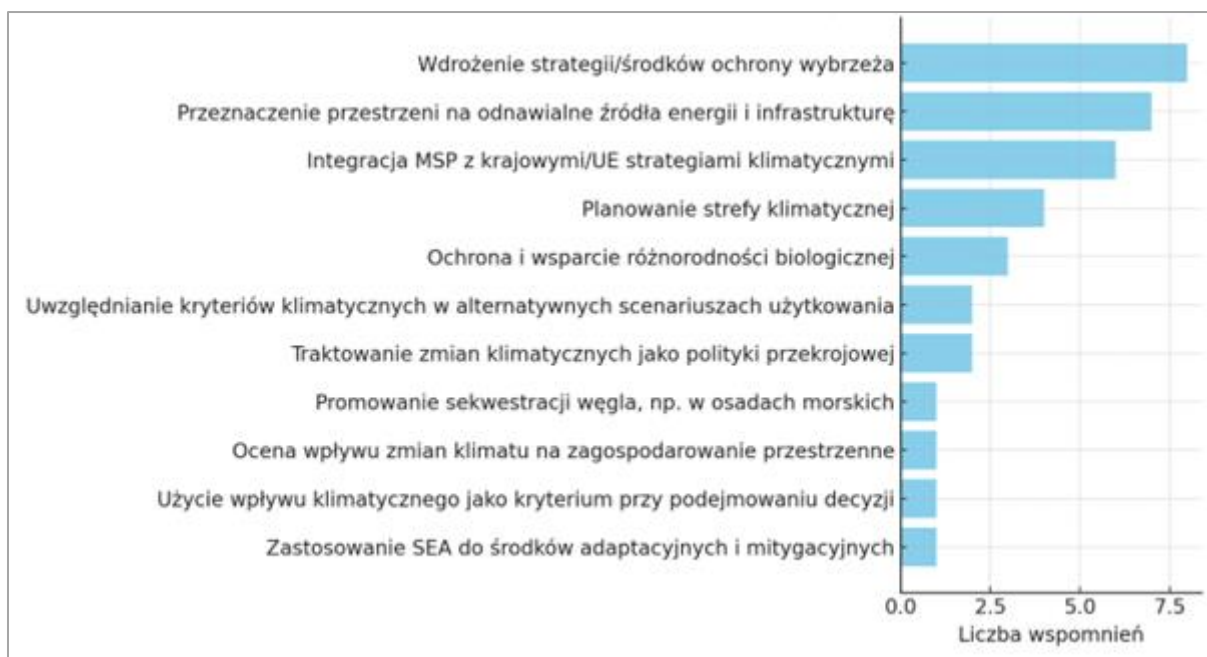 Wdrożenie strategii/środków ochrony wybrzeża
Przeznaczenie przestrzeni na odnawialne źródła energii i infrastrukturę
Integracja MSP z krajowymi/UE strategiami klimatycznymi
Planowanie strefy klimatycznej
Ochrona i wsparcie różnorodności biologicznej
Uwzględnianie kryteriów klimatycznych w alternatywnych scenariuszach użytkowania
Traktowanie zmian klimatycznych jako polityki przekrojowej
Promowanie sekwestracji węgla, np. w osadach morskich
Ocena wpływu zmian klimatu na zagospodarowanie przestrzenne
Użycie wpływu klimatycznego jako kryterium przy podejmowaniu decyzji
Zastosowanie SEA do środków adaptacyjnych i mitygacyjnych
0.0 2.5 5.0 7.5
Liczba wspomnień